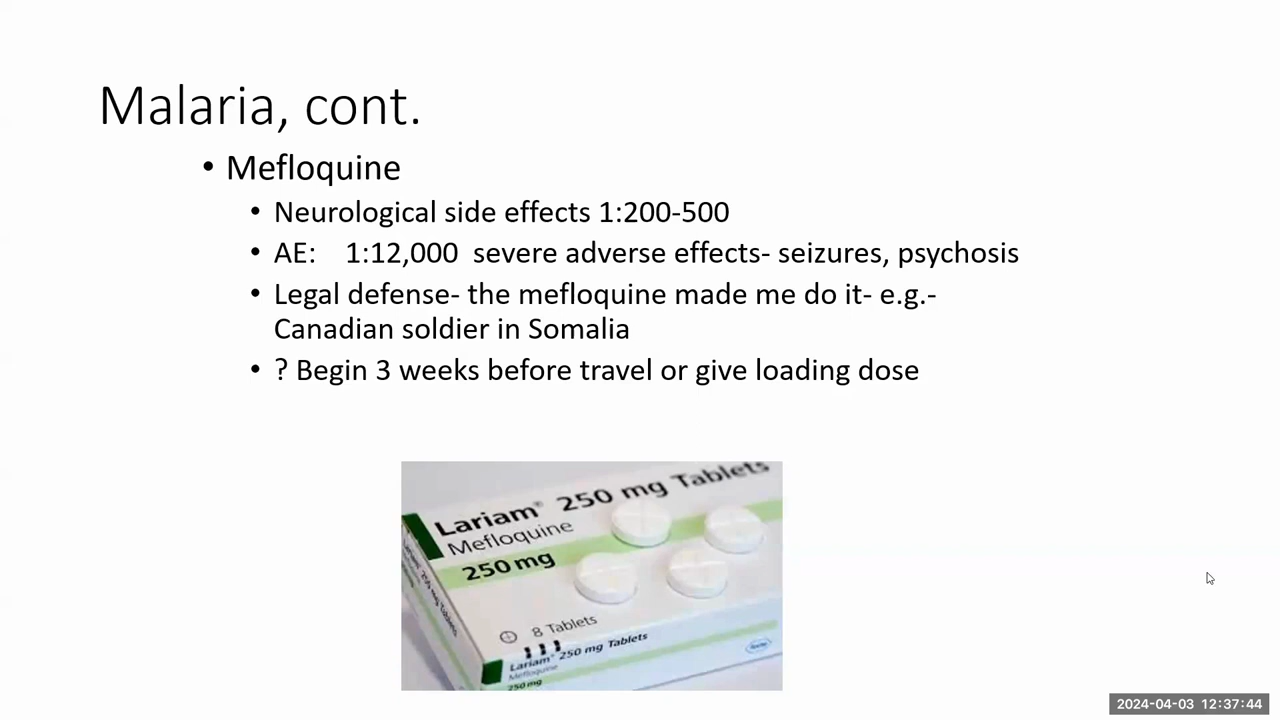 Malaria, cont.
• Mefloquine
• Neurological side effects 1:200-500
• AE: 1:12,000 severe adverse effects- seizures, psychosis
• Legal defense- the mefloquine made me do it- e.g.-
Canadian soldier in Somalia
• ? Begin 3 weeks before travel or give loading dose
Lariam® 250 mg Tablets
Mefloquine
250 mg
8 Tablets
Lariam® 250 mg Tablets
Mefloquine
250 mg
2024-04-03 12:37:44